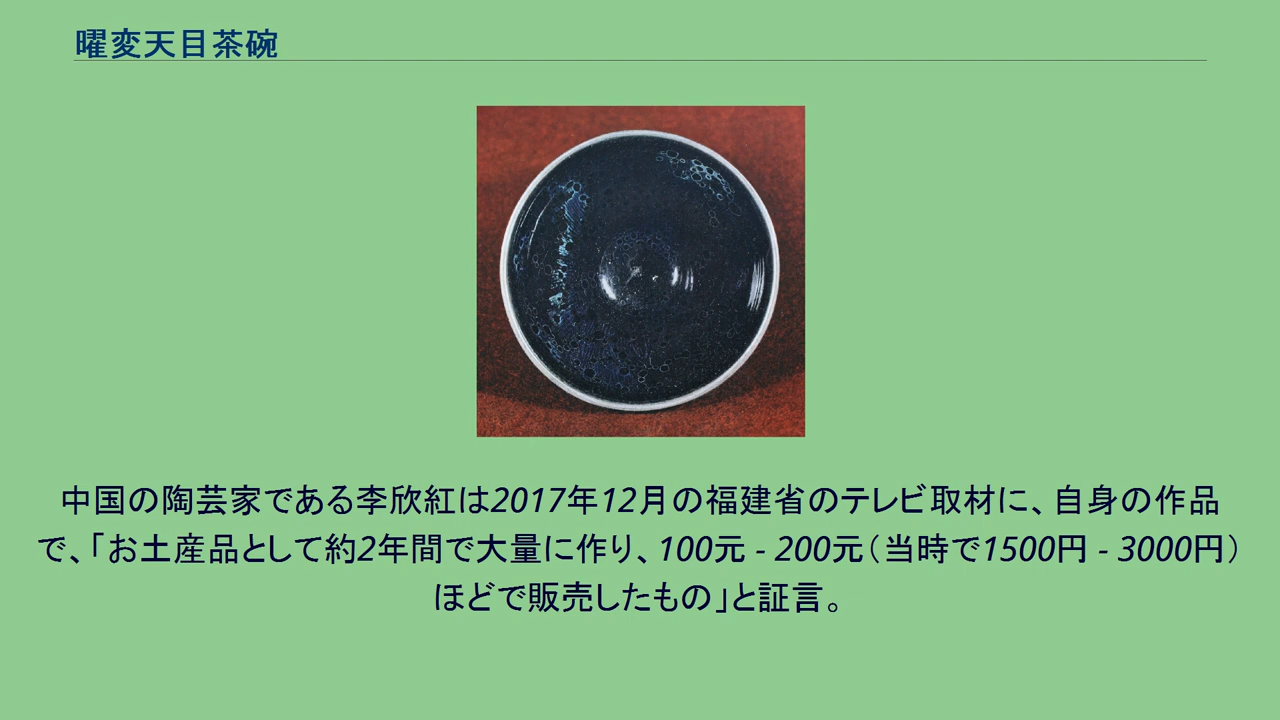 曜変天目茶碗
中国の陶芸家である李欣紅は2017年12月の福建省のテレビ取材に、自身の作品
で、「お土産品として約2年間で大量に作り、100元 - 200元（当時で1500円 - 3000円）
ほどで販売したもの」と証言。